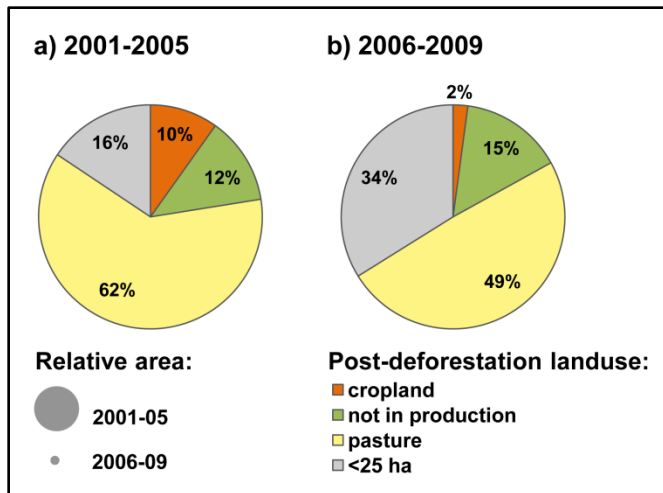 a) 2001-2005
16%
10%
12%
62%
b) 2006-2009
2%
15%
34%
49%
Relative area:
2001-05
2006-09
Post-deforestation landuse:
cropland
not in production
pasture
<25 ha